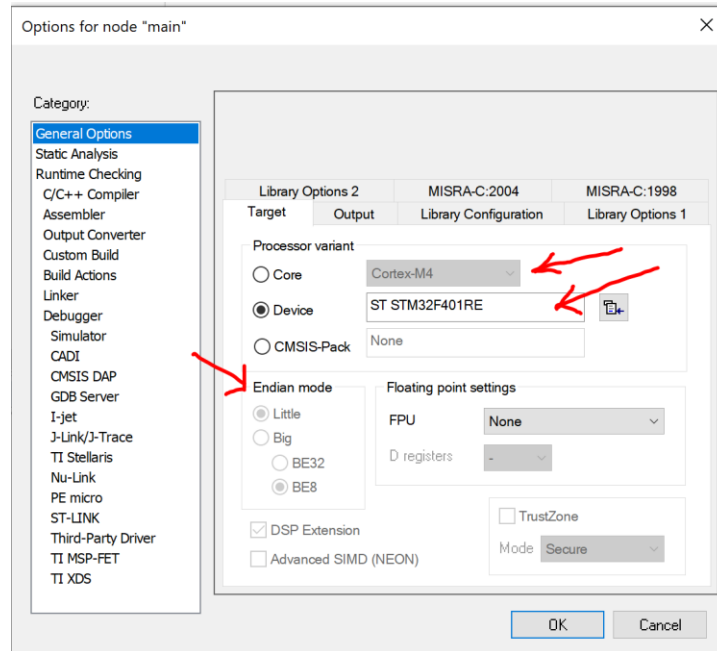 Options for node "main"
Category:
General Options
Static Analysis
Runtime Checking
C/C++ Compiler
Assembler
Output Converter
Custom Build
Build Actions
Linker
Debugger
Simulator
CADI
CMSIS DAP
GDB Server
I-jet
J-Link/J-Trace
TI Stellaris
Nu-Link
PE micro
ST-LINK
Third-Party Driver
TI MSP-FET
TI XDS
Library Options 2 MISRA-C:2004 MISRA-C:1998
Target Output Library Configuration Library Options 1
Processor variant
Core Cortex-M4
Device ST STM32F401RE
CMSIS-Pack None
Endian mode
Little
Big
BE32
BE8
Floating point settings
FPU None
D registers -
DSP Extension
Advanced SIMD (NEON)
TrustZone
Mode Secure
OK Cancel